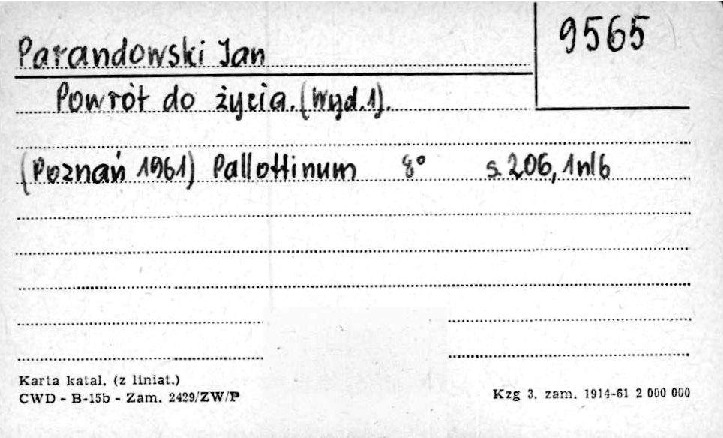 9565
Parandowski Jan
Powrót do życia. (Wyd. 1).
(Poznań 1961) Pallottinum 8° s. 206, 1 nlb
Karta katal. (z liniat.)
CWD - B-15b - Zam. 2429/ZW/P
Kzg 3. zam. 1914-61 2 000 000